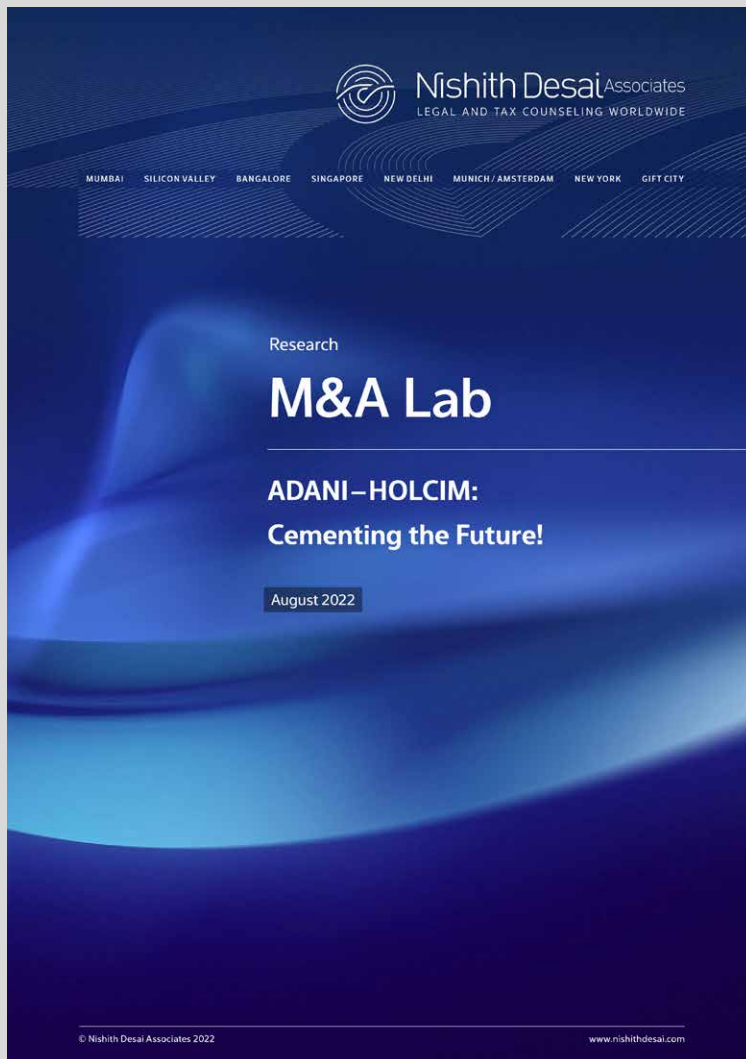 Nishith Desai Associates
LEGAL AND TAX COUNSELING WORLDWIDE
MUMBAI SILICON VALLEY BANGALORE SINGAPORE NEW DELHI MUNICH / AMSTERDAM NEW YORK GIFT CITY
Research
M&A Lab
ADANI–HOLCIM:
Cementing the Future!
August 2022
© Nishith Desai Associates 2022 www.nishithdesai.com